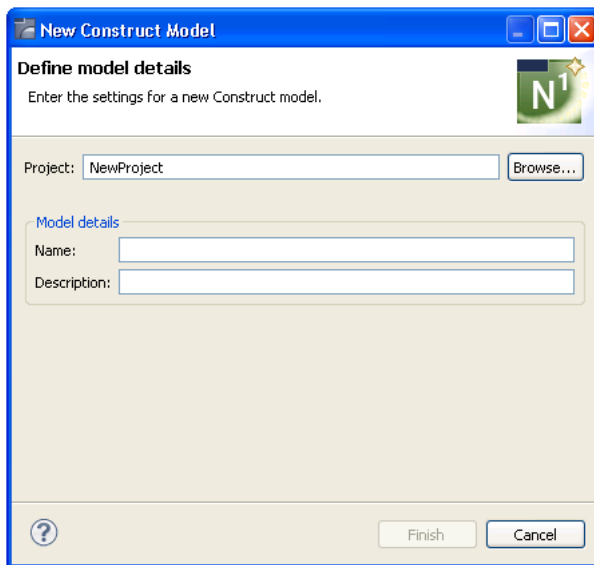 New Construct Model
Define model details
Enter the settings for a new Construct model.
N1
Project: NewProject Browse...
Model details
Name:
Description:
? Finish Cancel